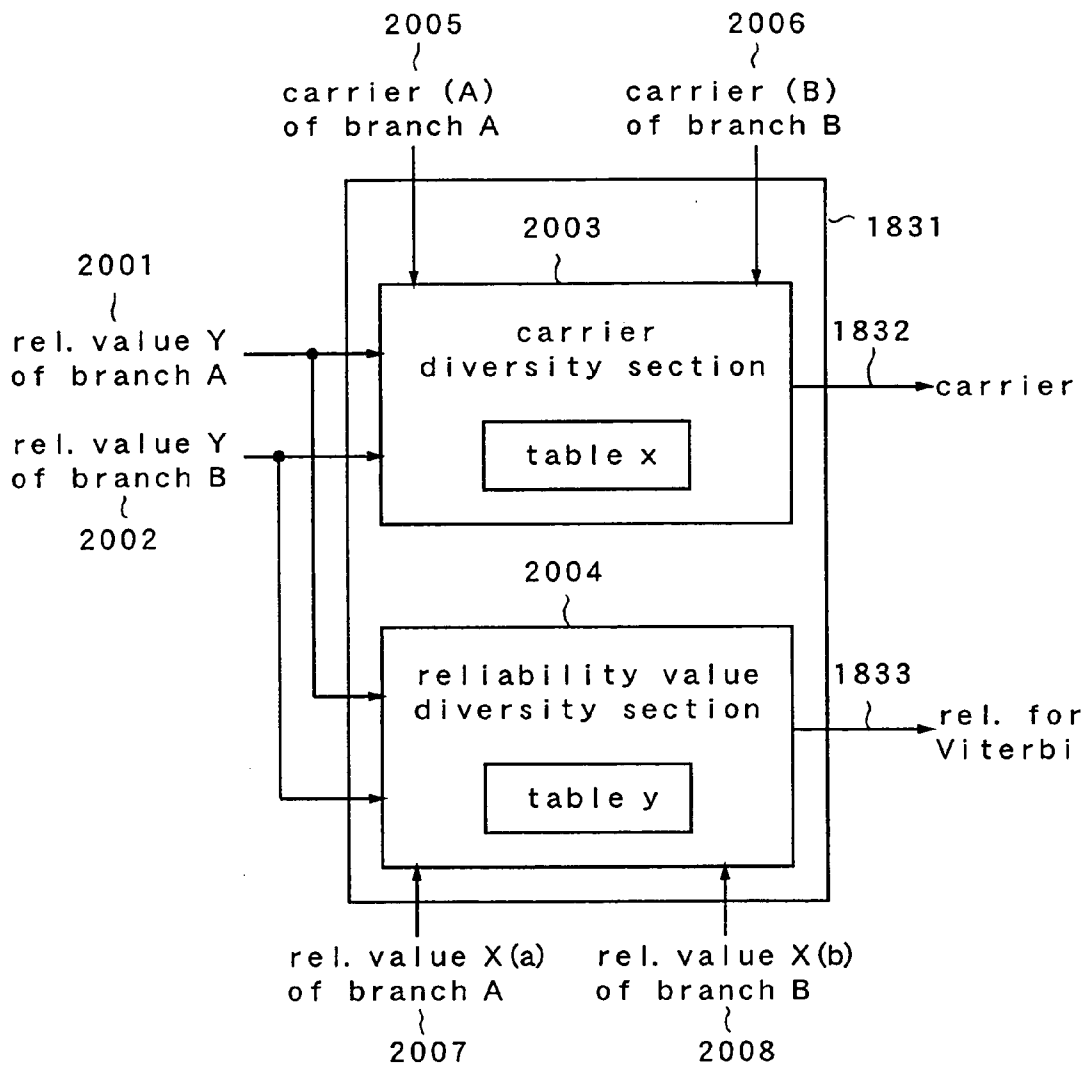 2005
2006
carrier (A)
of branch A
carrier (B)
of branch B
2003
1831
2001
rel. value Y
of branch A
carrier
diversity section
1832
carrier
rel. value Y
of branch B
table x
2002
2004
reliability value
diversity section
1833
rel. for
Viterbi
table y
rel. value X(a)
of branch A
rel. value X(b)
of branch B
2007
2008